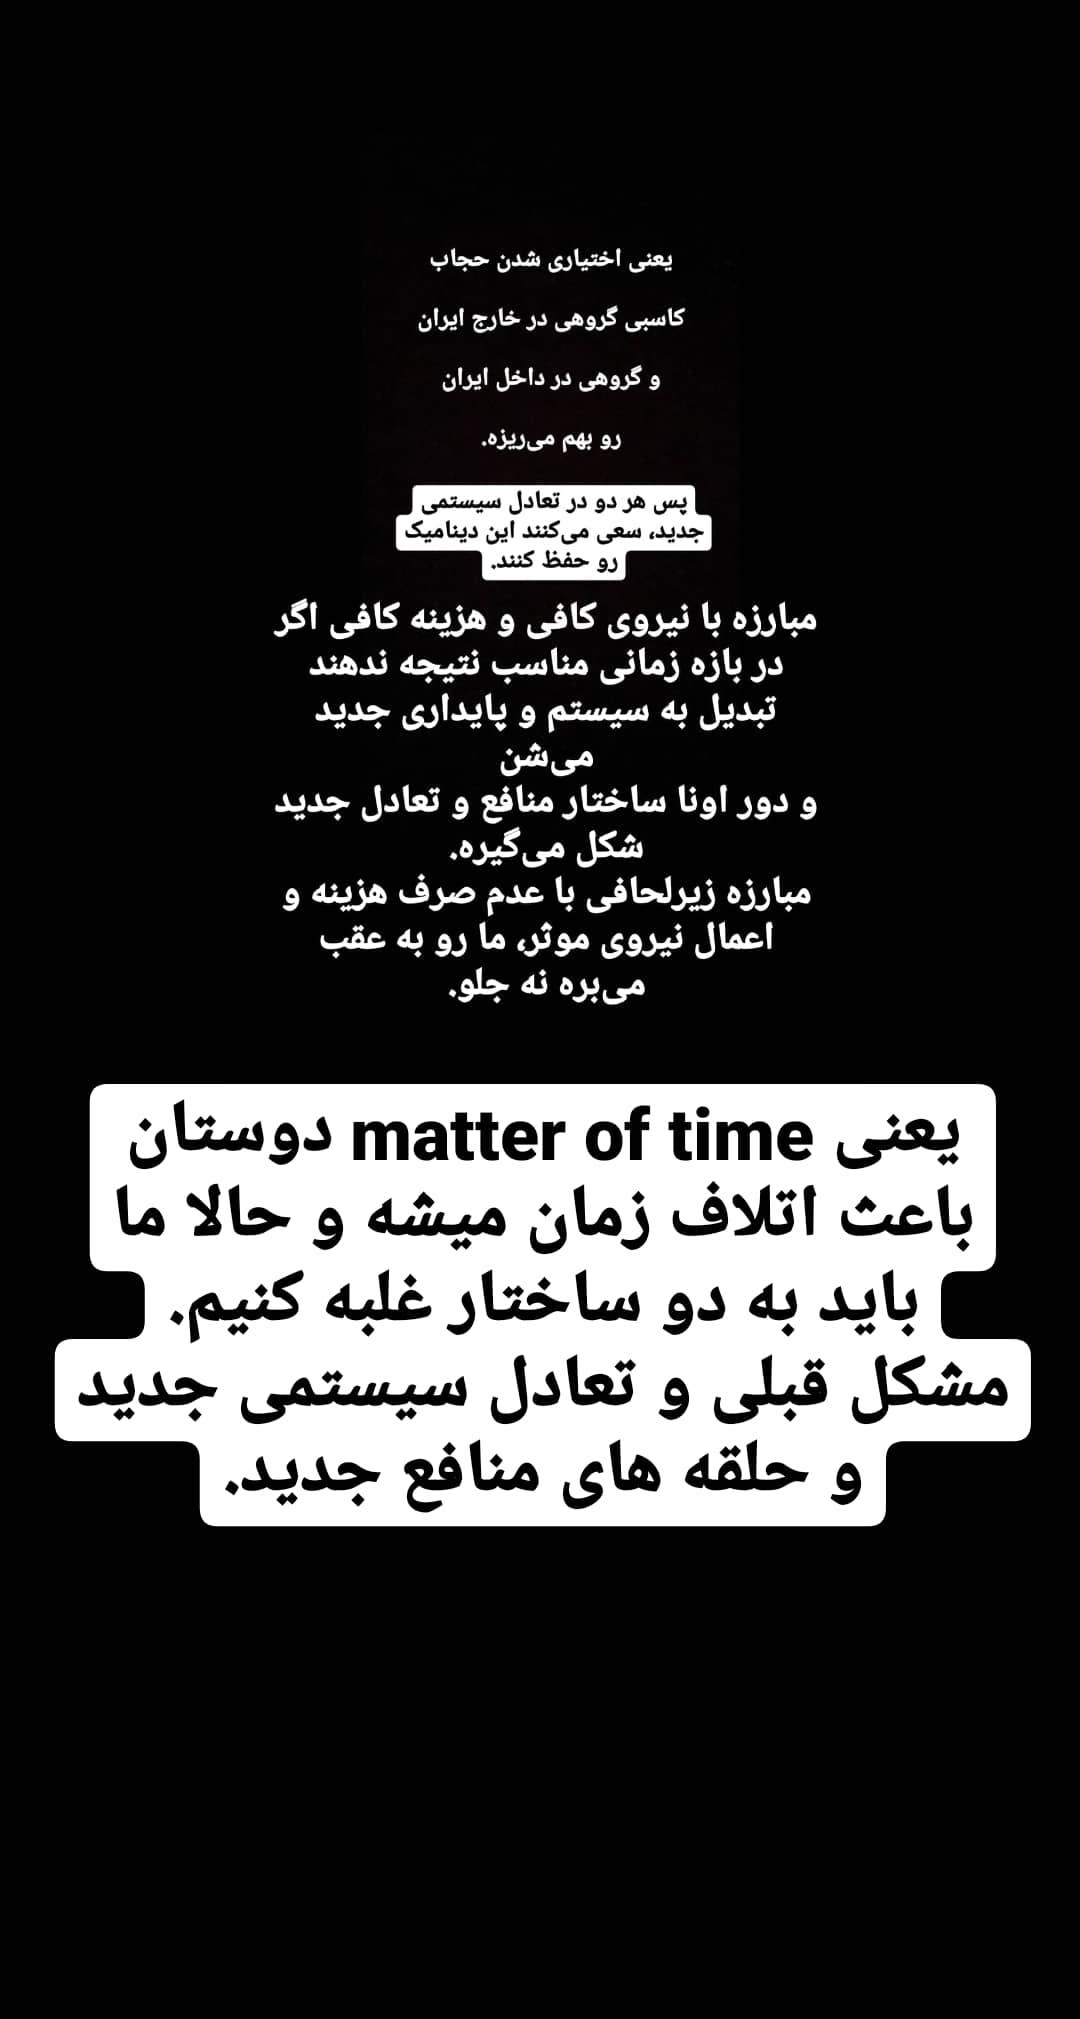 یعنی اختیاری شدن حجاب
کاسبی گروهی در خارج ایران
و گروهی در داخل ایران
رو بهم می‌ریزه.
پس هر دو در تعادل سیستمی
جدید، سعی می‌کنند این دینامیک
رو حفظ کنند.
مبارزه با نیروی کافی و هزینه کافی اگر
در بازه زمانی مناسب نتیجه ندهند
تبدیل به سیستم و پایداری جدید
می‌شن
و دور اونا ساختار منافع و تعادل جدید
شکل می‌گیره.
مبارزه زیرلحافی با عدم صرف هزینه و
اعمال نیروی موثر، ما رو به عقب
می‌بره نه جلو.
یعنی matter of time دوستان
باعث اتلاف زمان میشه و حالا ما
باید به دو ساختار غلبه کنیم.
مشکل قبلی و تعادل سیستمی جدید
و حلقه های منافع جدید.